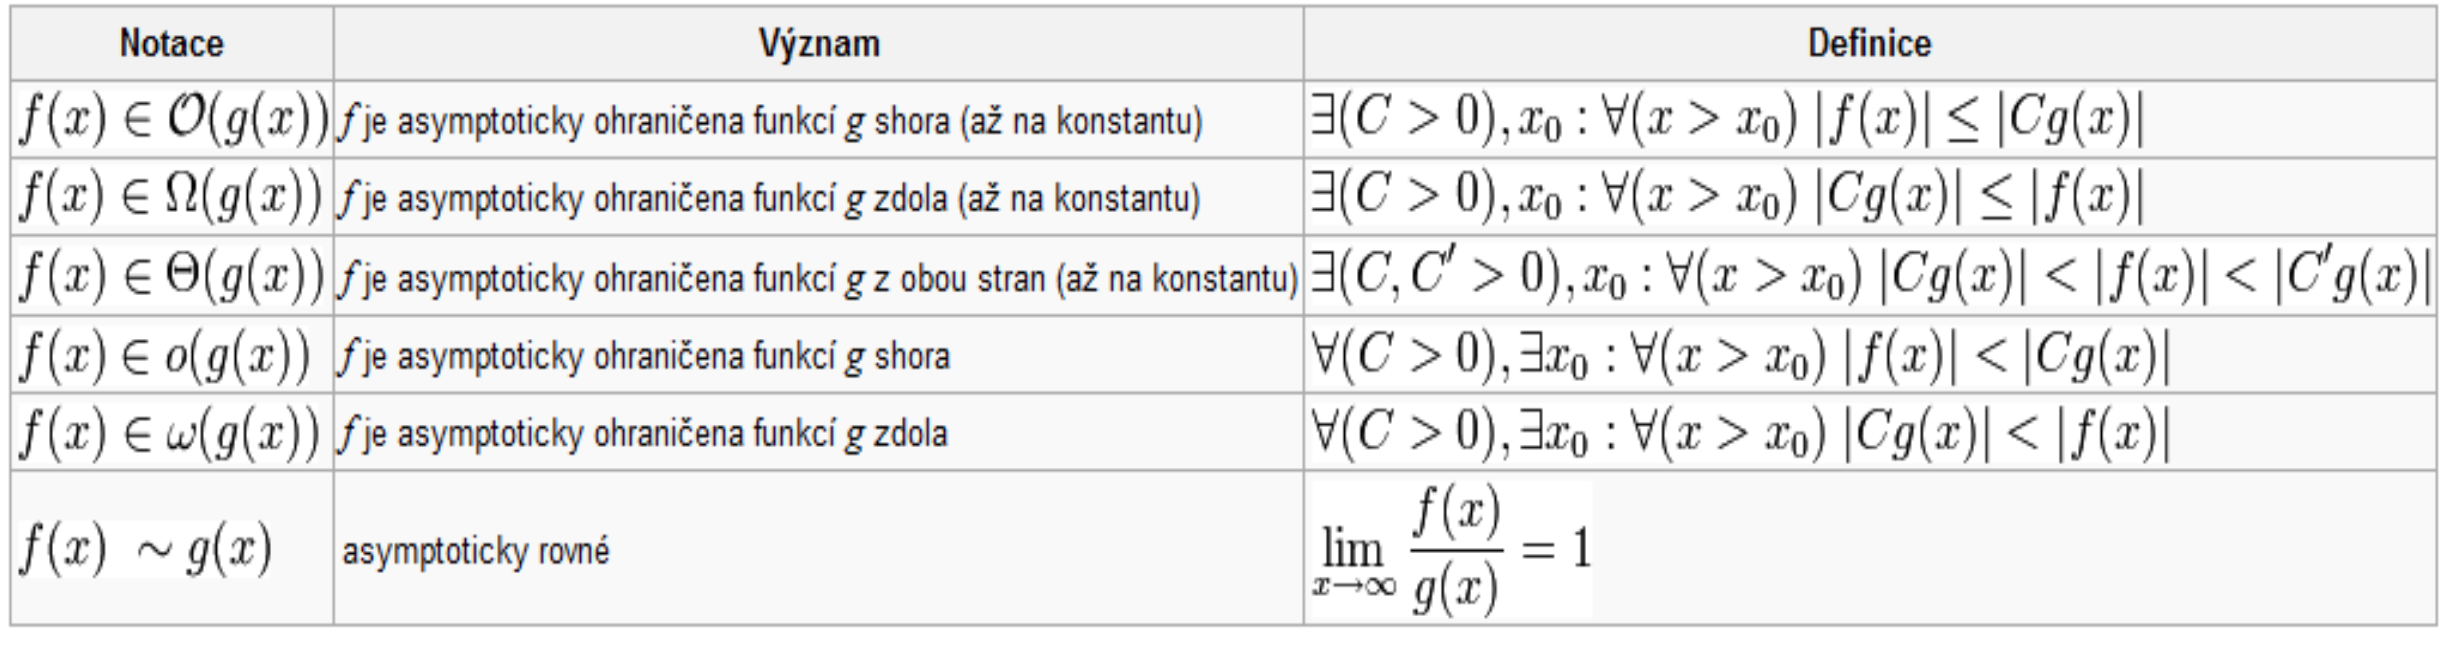 Notace Význam Definice
f(x) ∈ 𝒪(g(x)) f je asymptoticky ohraničena funkcí g shora (až na konstantu) ∃(C > 0), x₀ : ∀(x > x₀) |f(x)| ≤ |Cg(x)|
f(x) ∈ Ω(g(x)) f je asymptoticky ohraničena funkcí g zdola (až na konstantu) ∃(C > 0), x₀ : ∀(x > x₀) |Cg(x)| ≤ |f(x)|
f(x) ∈ Θ(g(x)) f je asymptoticky ohraničena funkcí g z obou stran (až na konstantu) ∃(C, C′ > 0), x₀ : ∀(x > x₀) |Cg(x)| < |f(x)| < |C′g(x)|
f(x) ∈ o(g(x)) f je asymptoticky ohraničena funkcí g shora ∀(C > 0), ∃x₀ : ∀(x > x₀) |f(x)| < |Cg(x)|
f(x) ∈ ω(g(x)) f je asymptoticky ohraničena funkcí g zdola ∀(C > 0), ∃x₀ : ∀(x > x₀) |Cg(x)| < |f(x)|
f(x) ∼ g(x) asymptoticky rovné lim x→∞ f(x)/g(x) = 1